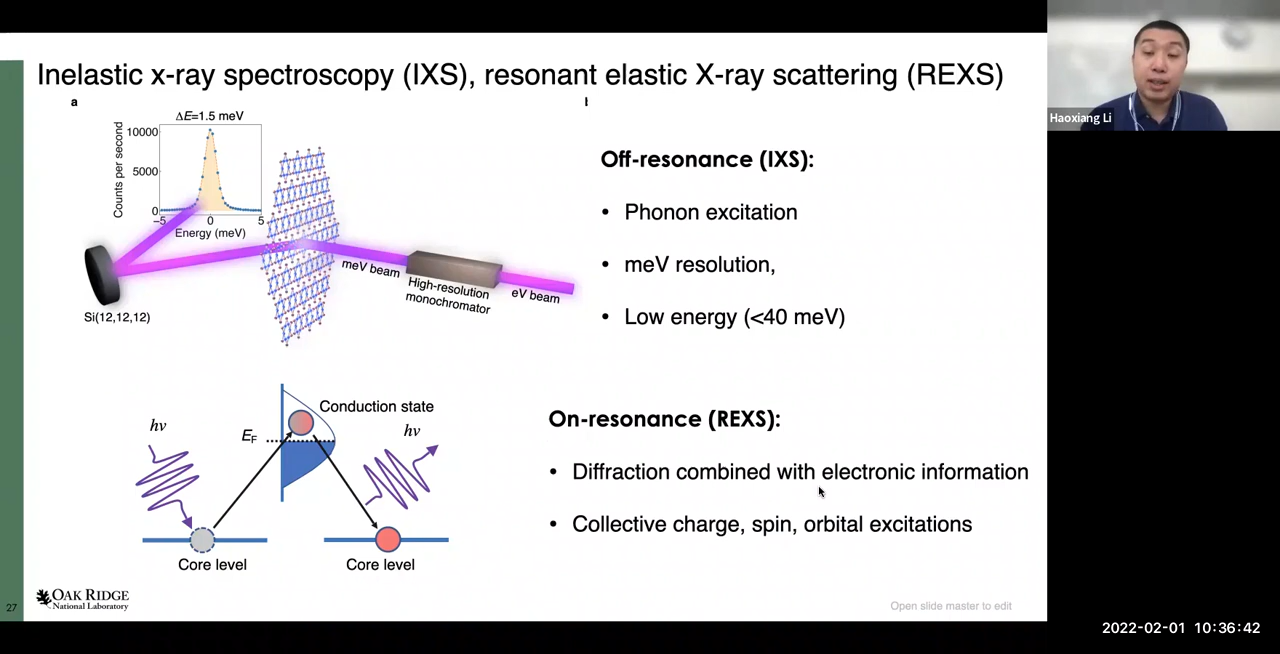 Inelastic x-ray spectroscopy (IXS), resonant elastic X-ray scattering (REXS)
a
ΔE=1.5 meV
Counts per second
10000
5000
0
−5
0
5
Energy (meV)
Si(12,12,12)
meV beam
High-resolution
monochromator
eV beam
Off-resonance (IXS):
• Phonon excitation
• meV resolution,
• Low energy (<40 meV)
hν
EF
Conduction state
hν
Core level
Core level
On-resonance (REXS):
• Diffraction combined with electronic information
• Collective charge, spin, orbital excitations
27
OAK RIDGE
National Laboratory
Open slide master to edit
Haoxiang Li
2022-02-01 10:36:42